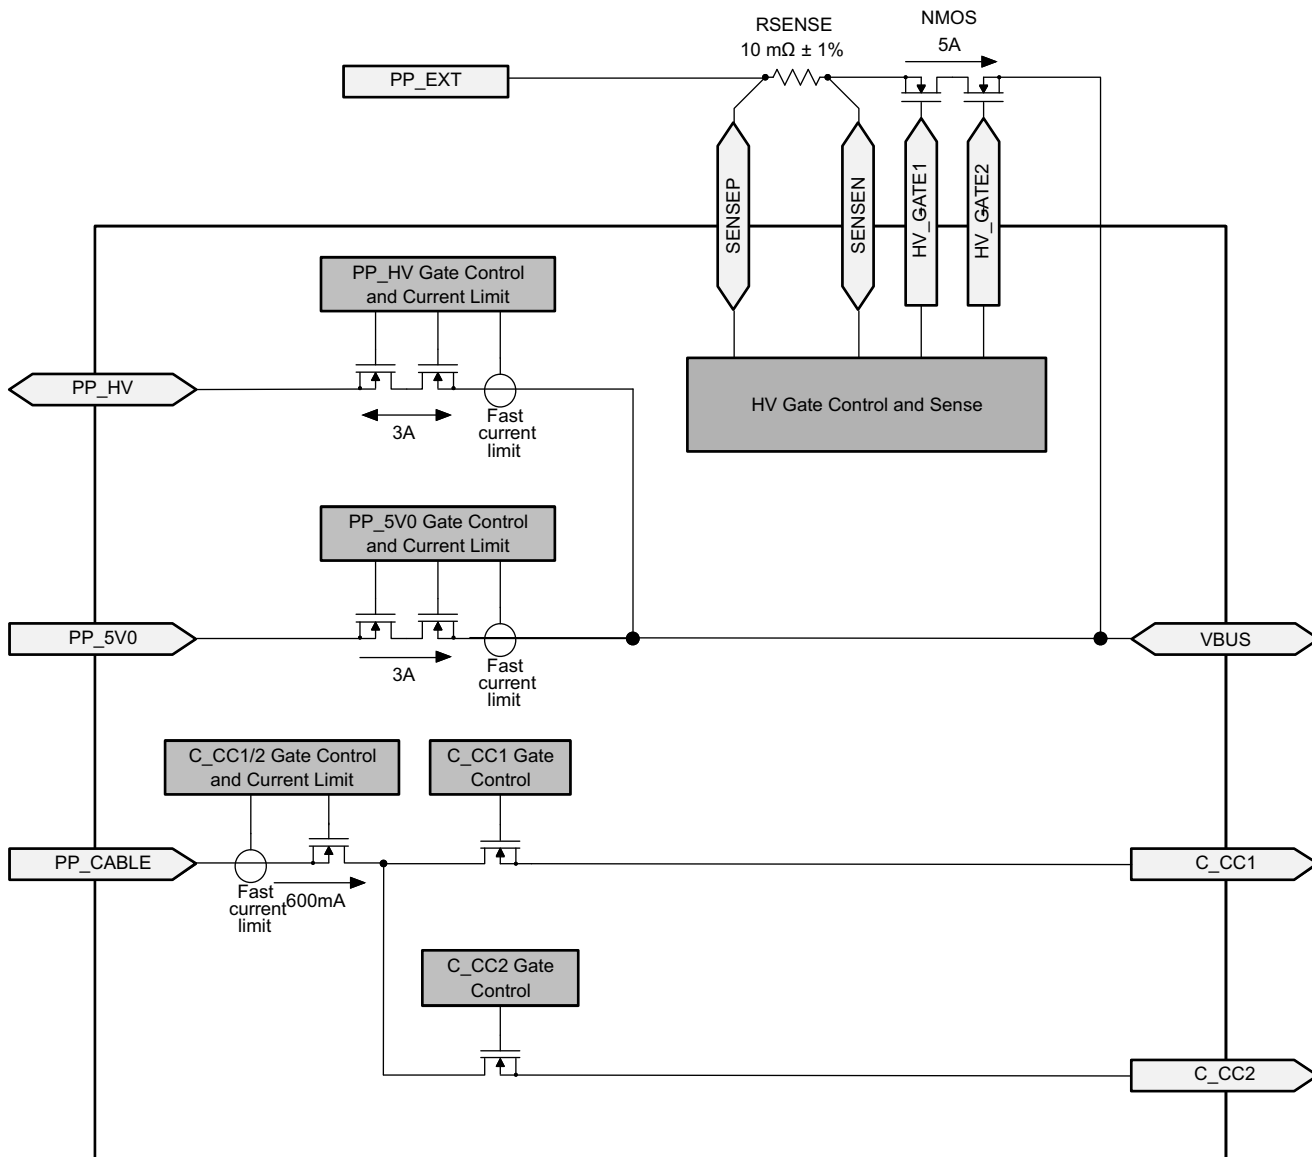 RSENSE
10 mΩ ± 1%
NMOS
5A
PP_EXT
SENSEP
SENSEN
HV_GATE1
HV_GATE2
PP_HV Gate Control
and Current Limit
PP_HV
3A
Fast
current
limit
HV Gate Control and Sense
PP_5V0 Gate Control
and Current Limit
PP_5V0
3A
Fast
current
limit
VBUS
C_CC1/2 Gate Control
and Current Limit
C_CC1 Gate
Control
PP_CABLE
Fast
current
limit
600mA
C_CC1
C_CC2 Gate
Control
C_CC2